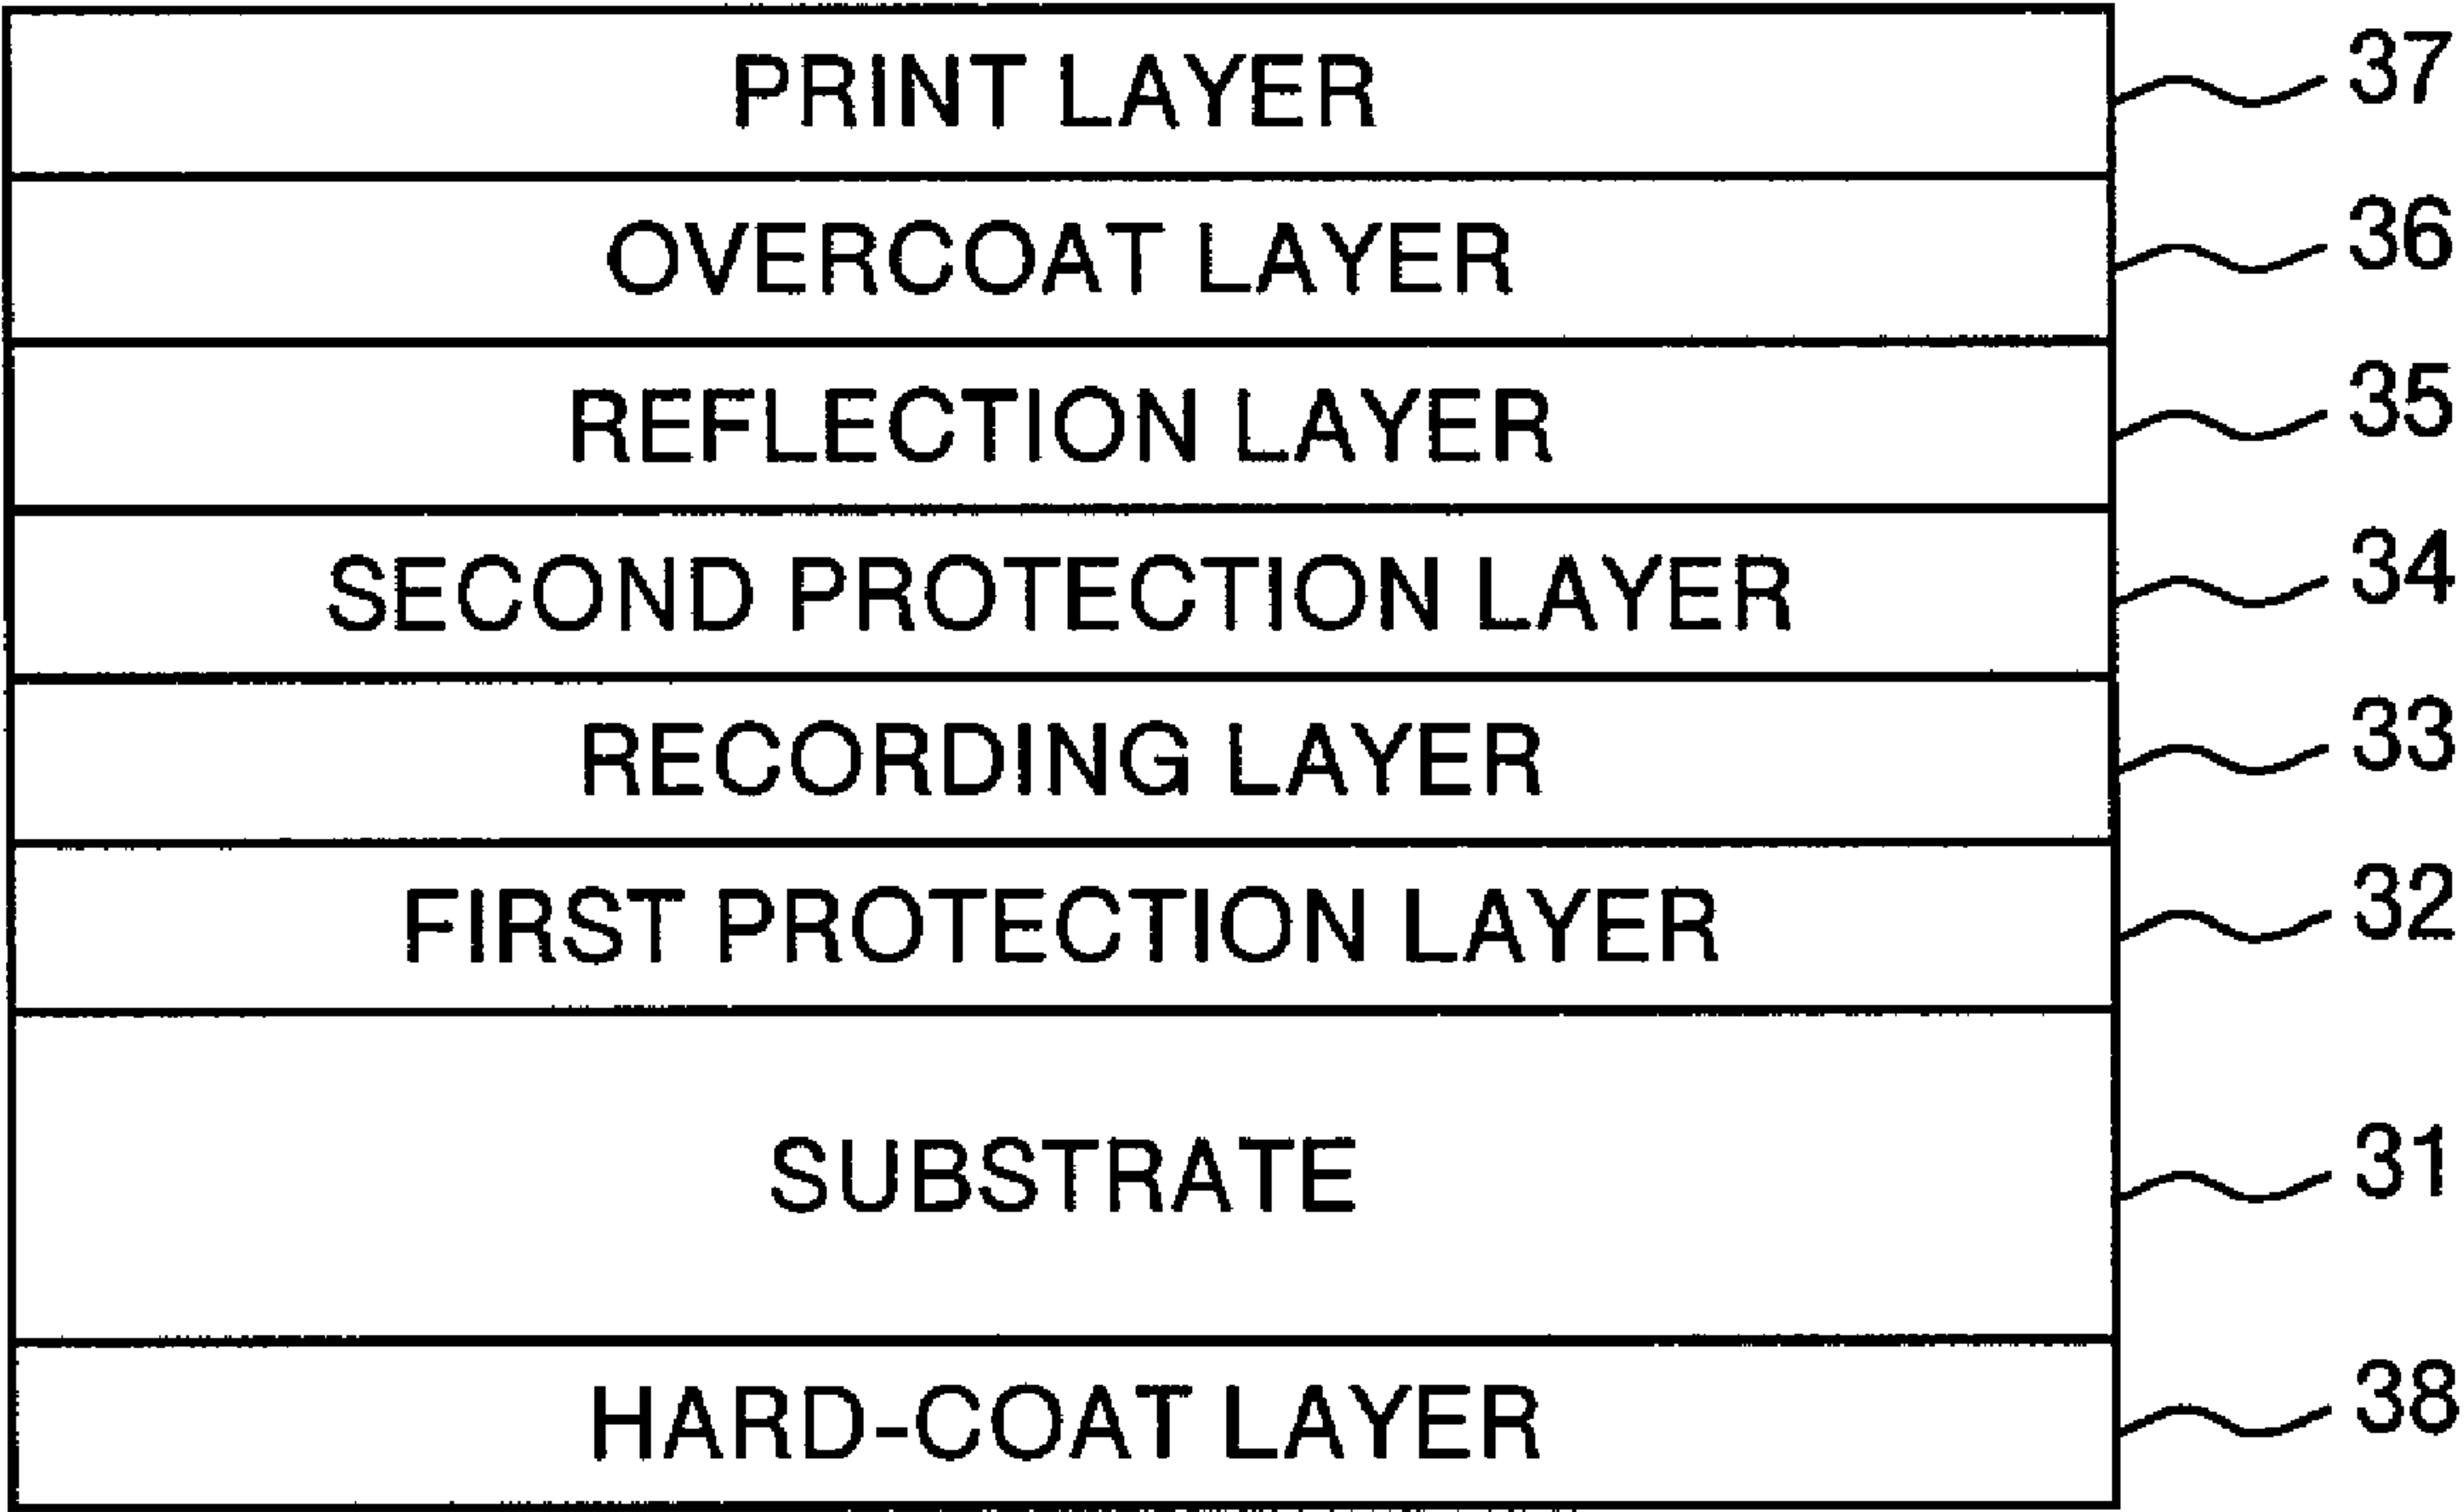 PRINT LAYER 37
OVERCOAT LAYER 36
REFLECTION LAYER 35
SECOND PROTECTION LAYER 34
RECORDING LAYER 33
FIRST PROTECTION LAYER 32
SUBSTRATE 31
HARD-COAT LAYER 38